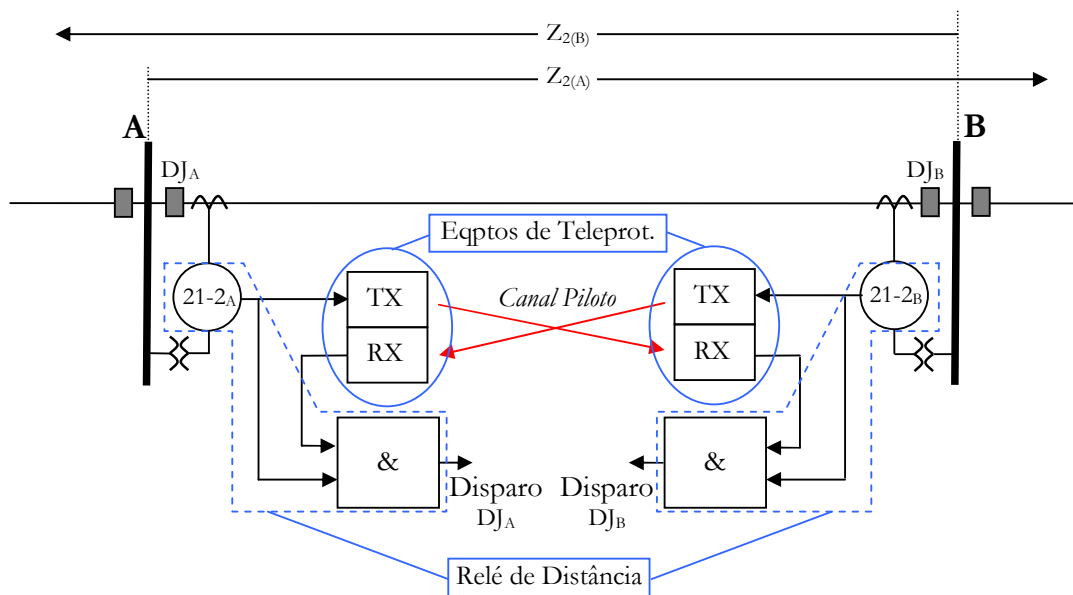 Z2(B)
Z2(A)
A
B
DJA
DJB
Eqptos de Teleprot.
21-2A
TX
Canal Piloto
TX
21-2B
RX
RX
&
&
Disparo
DJA
Disparo
DJB
Relé de Distância